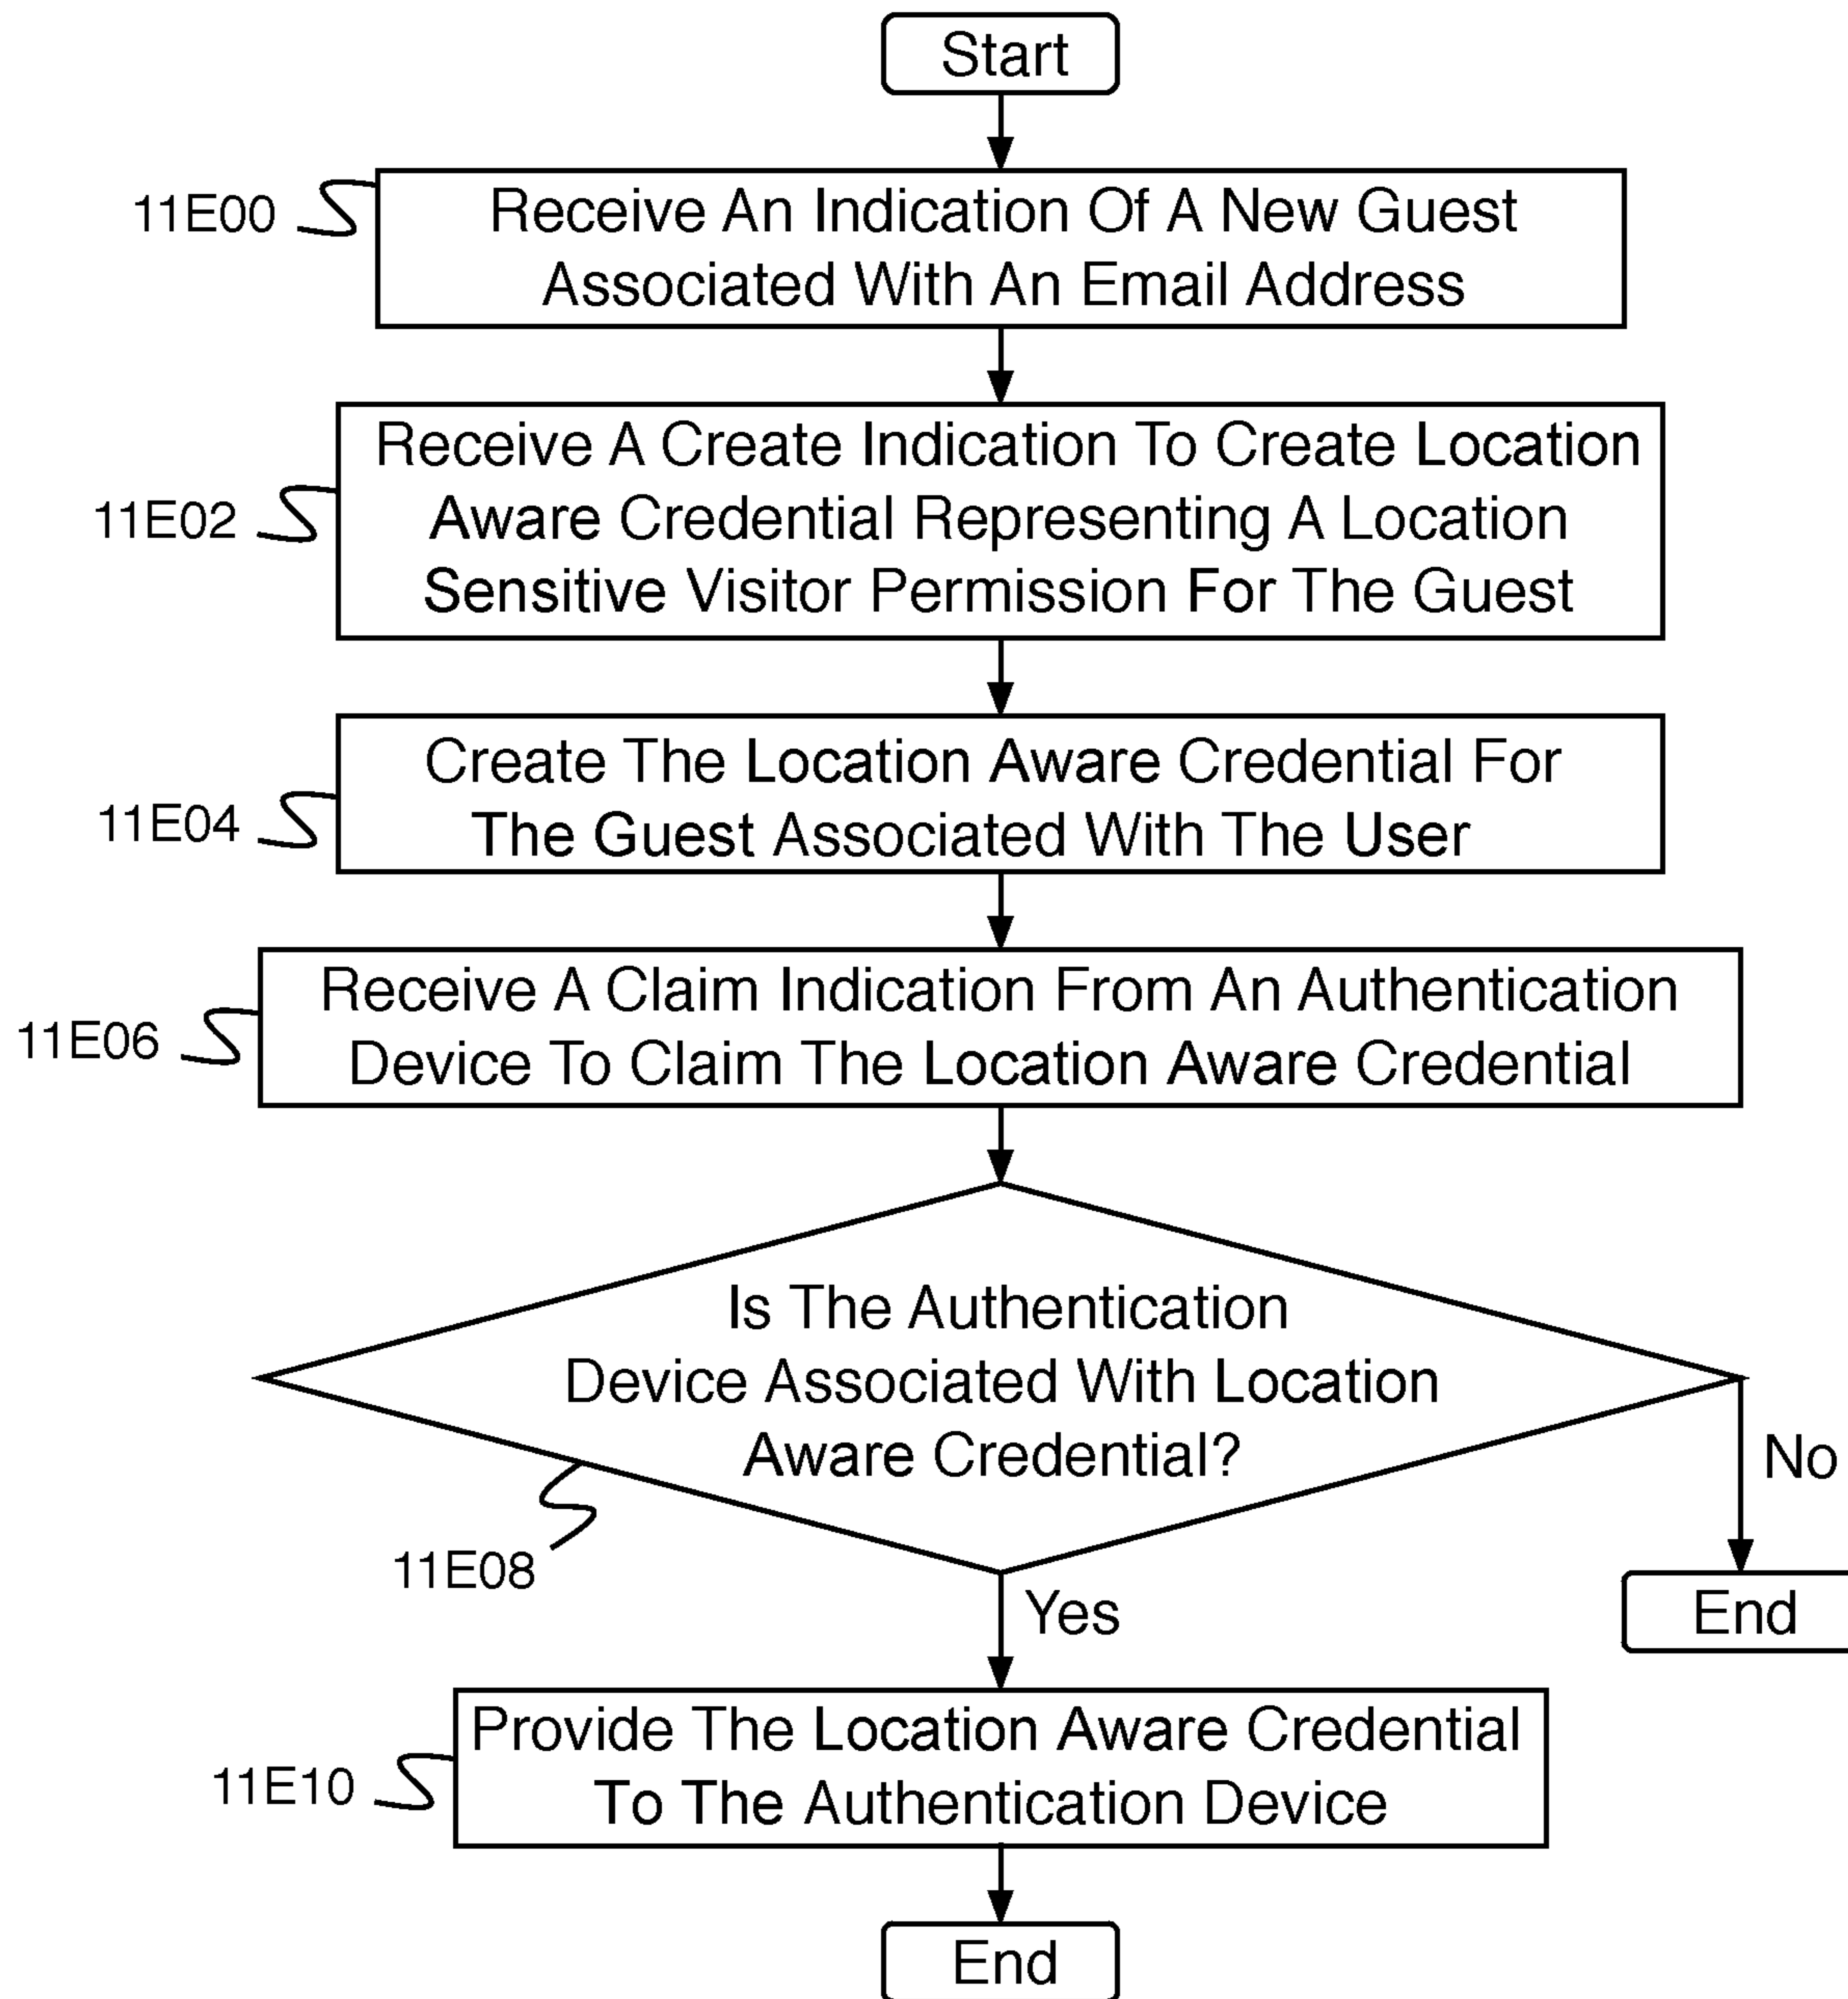 Start
11E00
Receive An Indication Of A New Guest
Associated With An Email Address
11E02
Receive A Create Indication To Create Location
Aware Credential Representing A Location
Sensitive Visitor Permission For The Guest
11E04
Create The Location Aware Credential For
The Guest Associated With The User
11E06
Receive A Claim Indication From An Authentication
Device To Claim The Location Aware Credential
Is The Authentication
Device Associated With Location
Aware Credential?
No
11E08
Yes
End
11E10
Provide The Location Aware Credential
To The Authentication Device
End